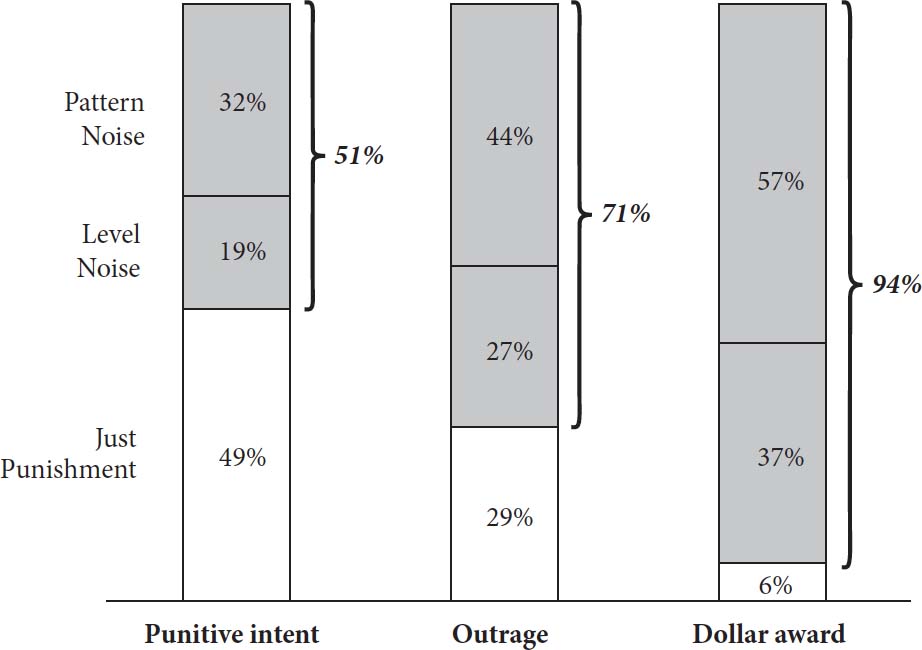 Pattern
Noise
32%
51%
44%
71%
57%
94%
Level
Noise
19%
27%
37%
Just
Punishment
49%
29%
6%
Punitive intent
Outrage
Dollar award